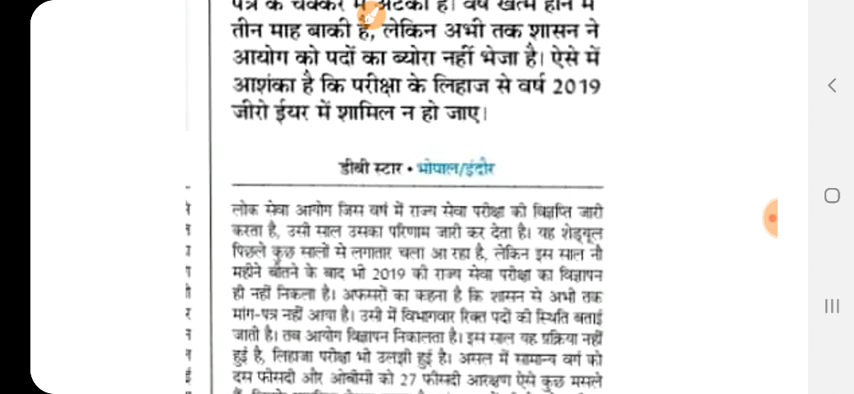 पत्र के चक्कर में अटकी है। वर्ष खत्म होने में
तीन माह बाकी है, लेकिन अभी तक शासन ने
आयोग को पदों का ब्योरा नहीं भेजा है। ऐसे में
आशंका है कि परीक्षा के लिहाज से वर्ष 2019
जीरो ईयर में शामिल न हो जाए।
डीबी स्टार • भोपाल/इंदौर
लोक सेवा आयोग जिस वर्ष में राज्य सेवा परीक्षा की विज्ञप्ति जारी
करता है, उसी साल उसका परिणाम जारी कर देता है। यह शेड्यूल
पिछले कुछ सालों से लगातार चला आ रहा है, लेकिन इस साल नौ
महीने बीतने के बाद भी 2019 की राज्य सेवा परीक्षा का विज्ञापन
ही नहीं निकला है। अफसरों का कहना है कि शासन से अभी तक
मांग-पत्र नहीं आया है। उसी में विभागवार रिक्त पदों की स्थिति बताई
जाती है। तब आयोग विज्ञापन निकालता है। इस साल यह प्रक्रिया नहीं
हुई है, लिहाजा परीक्षा भी उलझी हुई है। असल में सामान्य वर्ग को
दस फीसदी और ओबीसी को 27 फीसदी आरक्षण ऐसे कुछ मसले